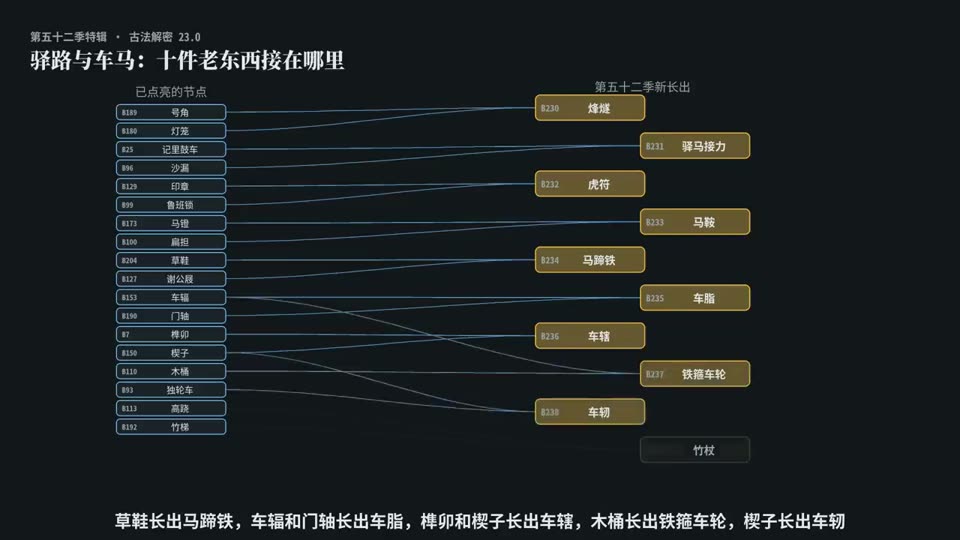 第五十二季特辑 · 古法解密 23.0
驿路与车马：十件老东西接在哪里
已点亮的节点
第五十二季新长出
B189 号角
B180 灯笼
B25 记里鼓车
B96 沙漏
B129 印章
B99 鲁班锁
B173 马镫
B100 扁担
B204 草鞋
B127 谢公屐
B153 车辐
B190 门轴
B7 榫卯
B150 楔子
B110 木桶
B93 独轮车
B113 高跷
B192 竹梯
B230 烽燧
B231 驿马接力
B232 虎符
B233 马鞍
B234 马蹄铁
B235 车脂
B236 车辖
B237 铁箍车轮
B238 车轫
竹杖
草鞋长出马蹄铁，车辐和门轴长出车脂，榫卯和楔子长出车辖，木桶长出铁箍车轮，楔子长出车轫